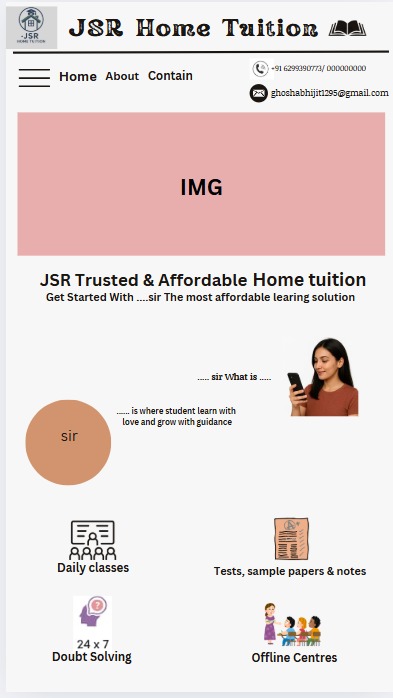 JSR Home Tuition
-JSR
HOME TUITION
Home About Contain
+91 6299390773/ 000000000
ghoshabhijit1295@gmail.com
IMG
JSR Trusted & Affordable Home tuition
Get Started With ....sir The most affordable learing solution
..... sir What is .....
...... is where student learn with
love and grow with guidance
sir
Daily classes
Tests, sample papers & notes
24 x 7
Doubt Solving
Offline Centres